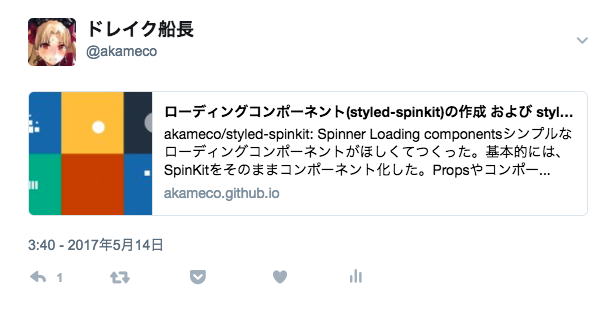 ドレイク船長
@akameco
ローディングコンポーネント(styled-spinkit)の作成 および styl...
akameco/styled-spinkit: Spinner Loading componentsシンプルな
ローディングコンポーネントがほしくてつくった。基本的には、
SpinKitをそのままコンポーネント化した。Propsやコンポー...
akameco.github.io
3:40 - 2017年5月14日
1